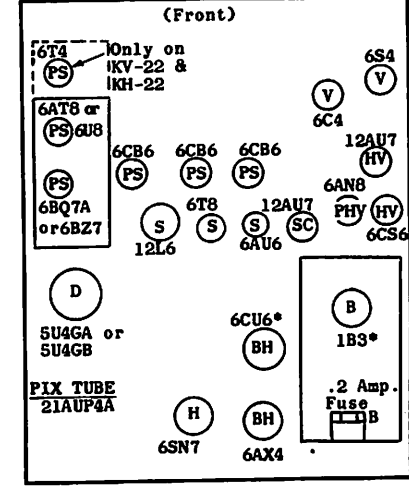 (Front)
6T4
PS
Only on
KV-22 &
KH-22
6S4
V
V
6C4
6AT8 or
PS 6U8
12AU7
HV
6CB6 6CB6 6CB6
PS PS PS PS
6AN8
PHV HV
6CS6
6BQ7A
or6BZ7
6T8
12AU7
S S S SC
12L6
6AU6
D
5U4GA or
5U4GB
6CU6*
BH
B
1B3*
PIX TUBE
21AUP4A
.2 Amp.
Fuse
B
H
6SN7
BH
6AX4